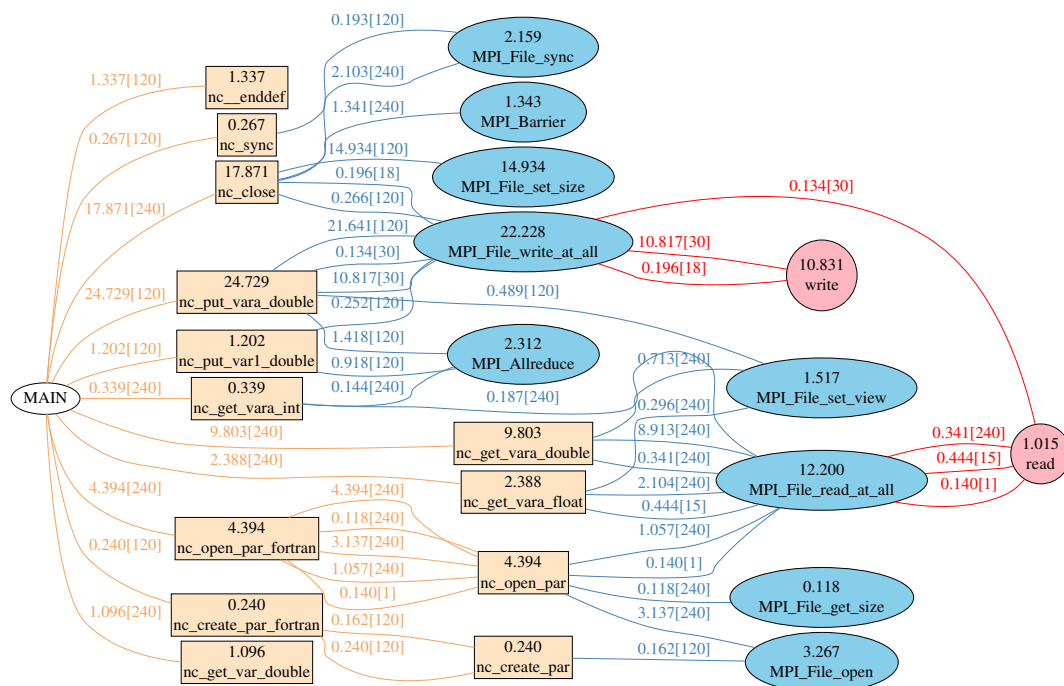 0.193[120]
2.159
MPI_File_sync
1.337[120]
1.337
nc__enddef
2.103[240]
1.341[240]
1.343
MPI_Barrier
0.267[120]
0.267
nc_sync
14.934[120]
14.934
MPI_File_set_size
17.871
nc_close
0.196[18]
0.266[120]
0.134[30]
17.871[240]
21.641[120]
22.228
MPI_File_write_at_all
10.817[30]
0.196[18]
10.831
write
0.134[30]
24.729[120]
24.729
nc_put_vara_double
10.817[30]
0.489[120]
0.252[120]
1.418[120]
1.202[120]
1.202
nc_put_var1_double
0.918[120]
2.312
MPI_Allreduce
0.713[240]
MAIN
0.339[240]
0.339
nc_get_vara_int
0.144[240]
0.187[240]
1.517
MPI_File_set_view
0.296[240]
9.803[240]
9.803
nc_get_vara_double
8.913[240]
0.341[240]
0.341[240]
1.015
read
2.388[240]
2.388
nc_get_vara_float
2.104[240]
12.200
MPI_File_read_at_all
0.444[15]
0.140[1]
4.394[240]
4.394[240]
0.444[15]
4.394
nc_open_par_fortran
0.118[240]
1.057[240]
3.137[240]
4.394
nc_open_par
0.140[1]
1.057[240]
0.240[120]
0.140[1]
0.118[240]
0.118
MPI_File_get_size
0.240
nc_create_par_fortran
0.162[120]
3.137[240]
1.096[240]
0.240[120]
0.240
nc_create_par
0.162[120]
3.267
MPI_File_open
1.096
nc_get_var_double